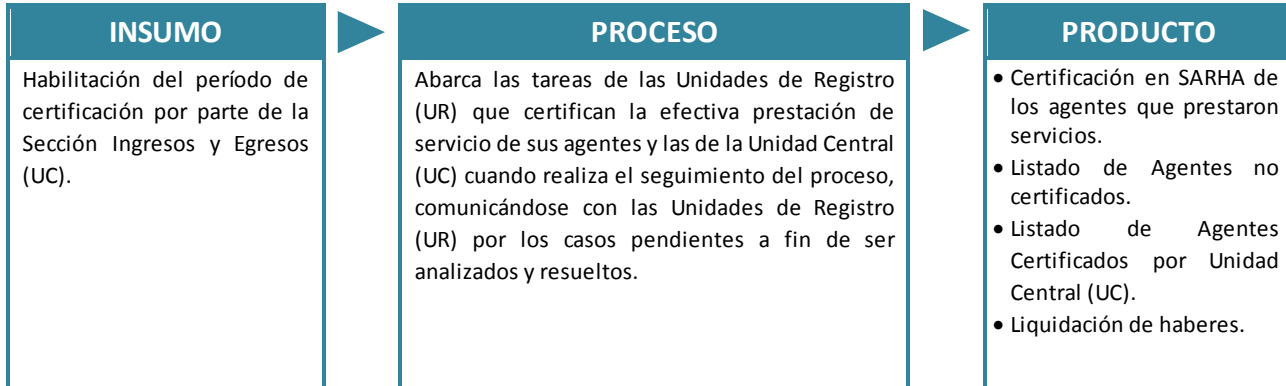 INSUMO
Habilitación del período de
certificación por parte de la
Sección Ingresos y Egresos
(UC).
PROCESO
Abarca las tareas de las Unidades de Registro
(UR) que certifican la efectiva prestación de
servicio de sus agentes y las de la Unidad Central
(UC) cuando realiza el seguimiento del proceso,
comunicándose con las Unidades de Registro
(UR) por los casos pendientes a fin de ser
analizados y resueltos.
PRODUCTO
• Certificación en SARHA de
los agentes que prestaron
servicios.
• Listado de Agentes no
certificados.
• Listado de Agentes
Certificados por Unidad
Central (UC).
• Liquidación de haberes.